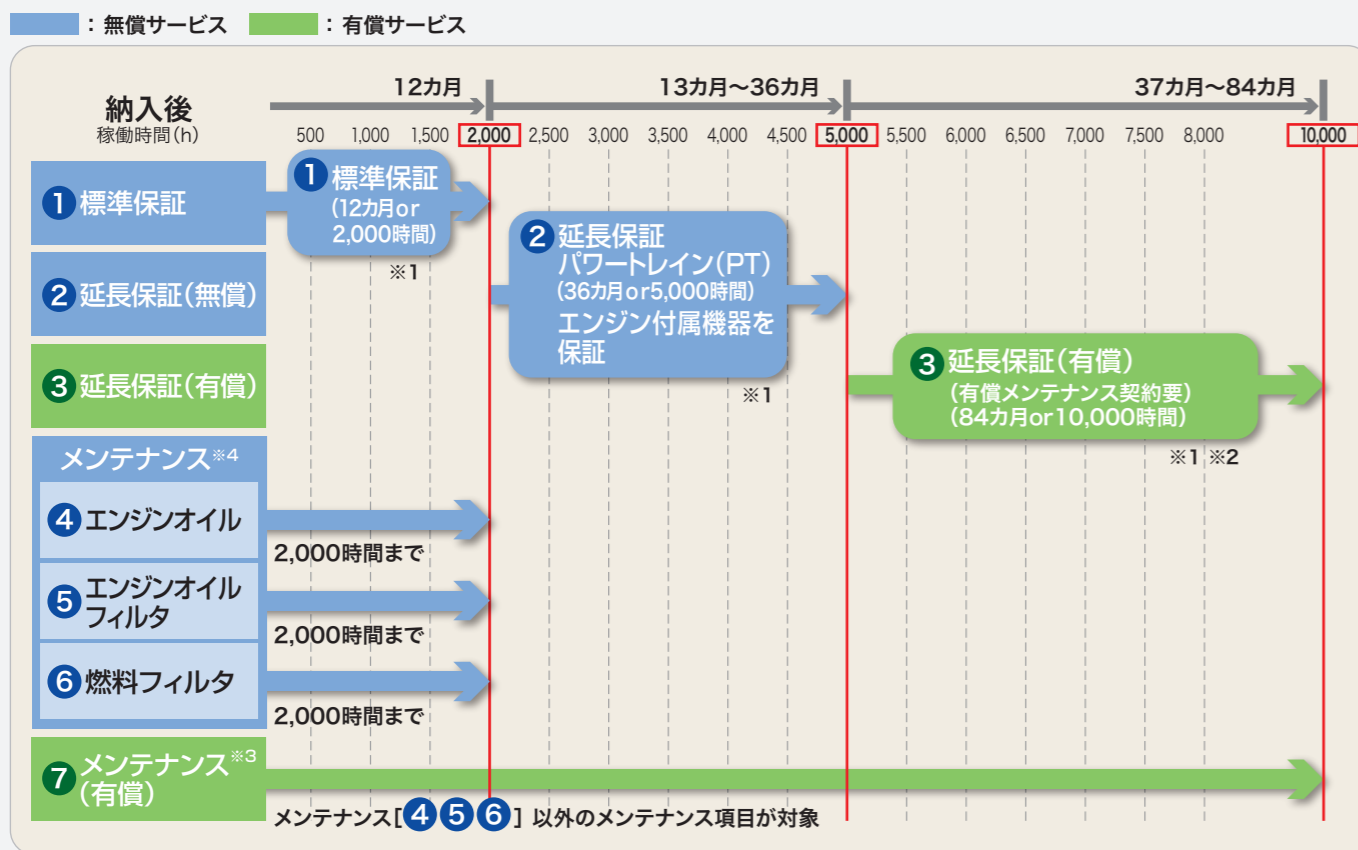 ：無償サービス ：有償サービス
12カ月 13カ月～36カ月 37カ月～84カ月
納入後
稼働時間(h) 500 1,000 1,500 2,000 2,500 3,000 3,500 4,000 4,500 5,000 5,500 6,000 6,500 7,000 7,500 8,000 10,000
❶標準保証
❶標準保証
(12カ月or
2,000時間)
※1
❷延長保証(無償)
❷延長保証
パワートレイン(PT)
(36カ月or5,000時間)
エンジン付属機器を
保証
※1
❸延長保証(有償)
❸延長保証(有償)
(有償メンテナンス契約要)
(84カ月or10,000時間)
※1 ※2
メンテナンス※4
❹エンジンオイル
2,000時間まで
❺エンジンオイル
フィルタ
2,000時間まで
❻燃料フィルタ
2,000時間まで
❼メンテナンス※3
(有償)
メンテナンス[❹❺❻] 以外のメンテナンス項目が対象